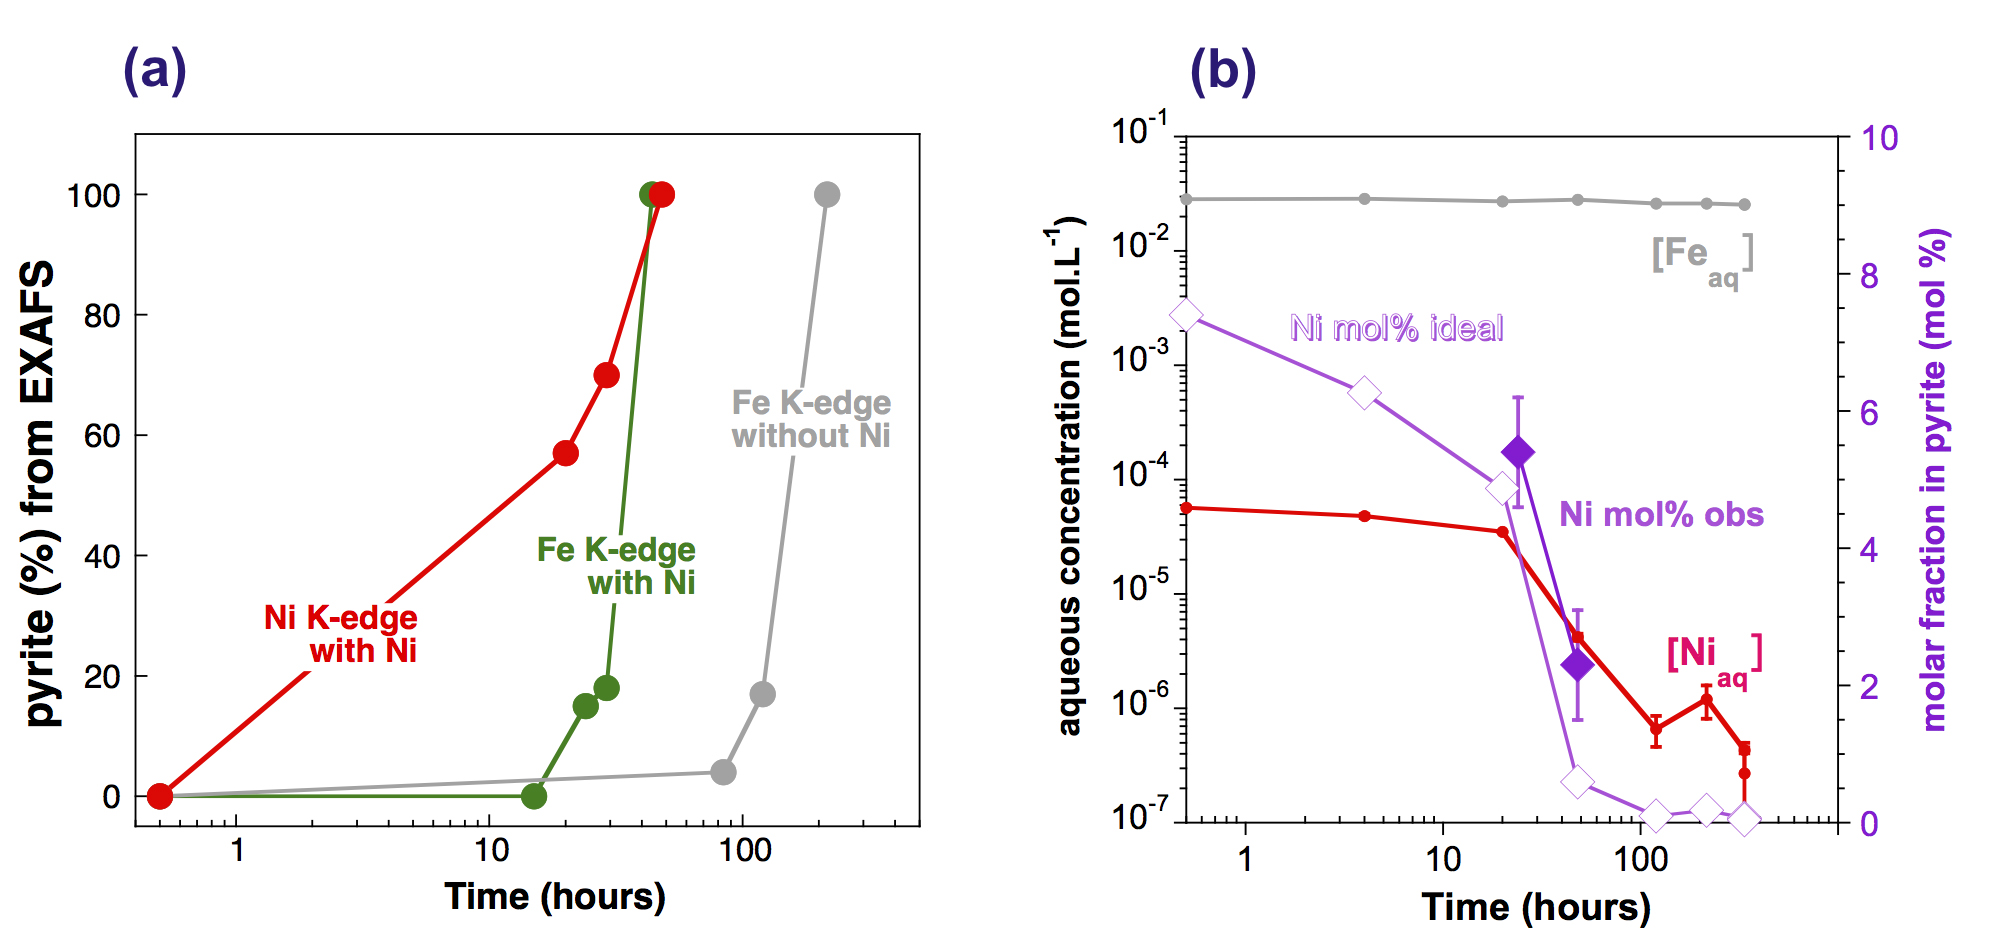 (a)
pyrite (%) from EXAFS
100
80
60
40
20
0
Fe K-edge
without Ni
Fe K-edge
with Ni
Ni K-edge
with Ni
1
10
100
Time (hours)
(b)
aqueous concentration (mol.L-1)
10-1
10-2
10-3
10-4
10-5
10-6
10-7
[Feaq]
Ni mol% ideal
Ni mol% obs
[Niaq]
10
8
6
4
2
0
molar fraction in pyrite (mol %)
1
10
100
Time (hours)